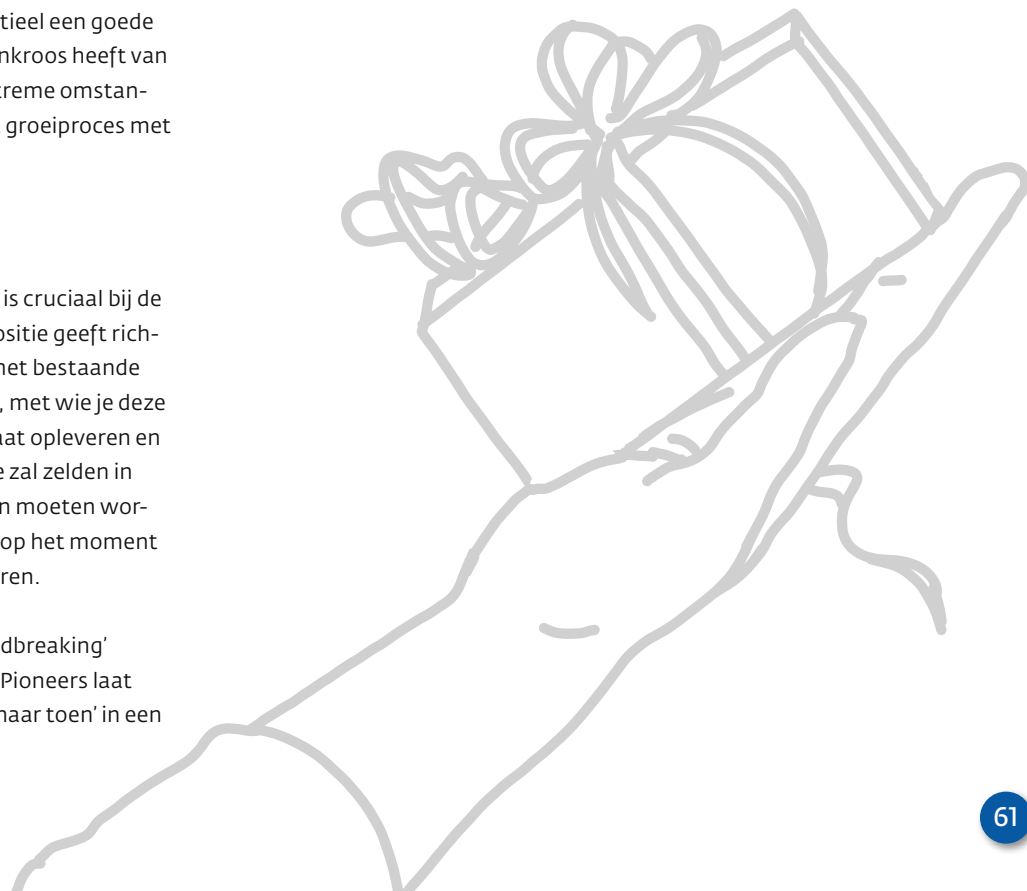 tieel een goede
nkroos heeft van
treme omstan-
groeiproces met
is cruciaal bij de
ositie geeft rich-
net bestaande
, met wie je deze
aat opleveren en
e zal zelden in
n moeten wor-
op het moment
ren.
dbreaking’
Pioneers laat
naar toen’ in een
61